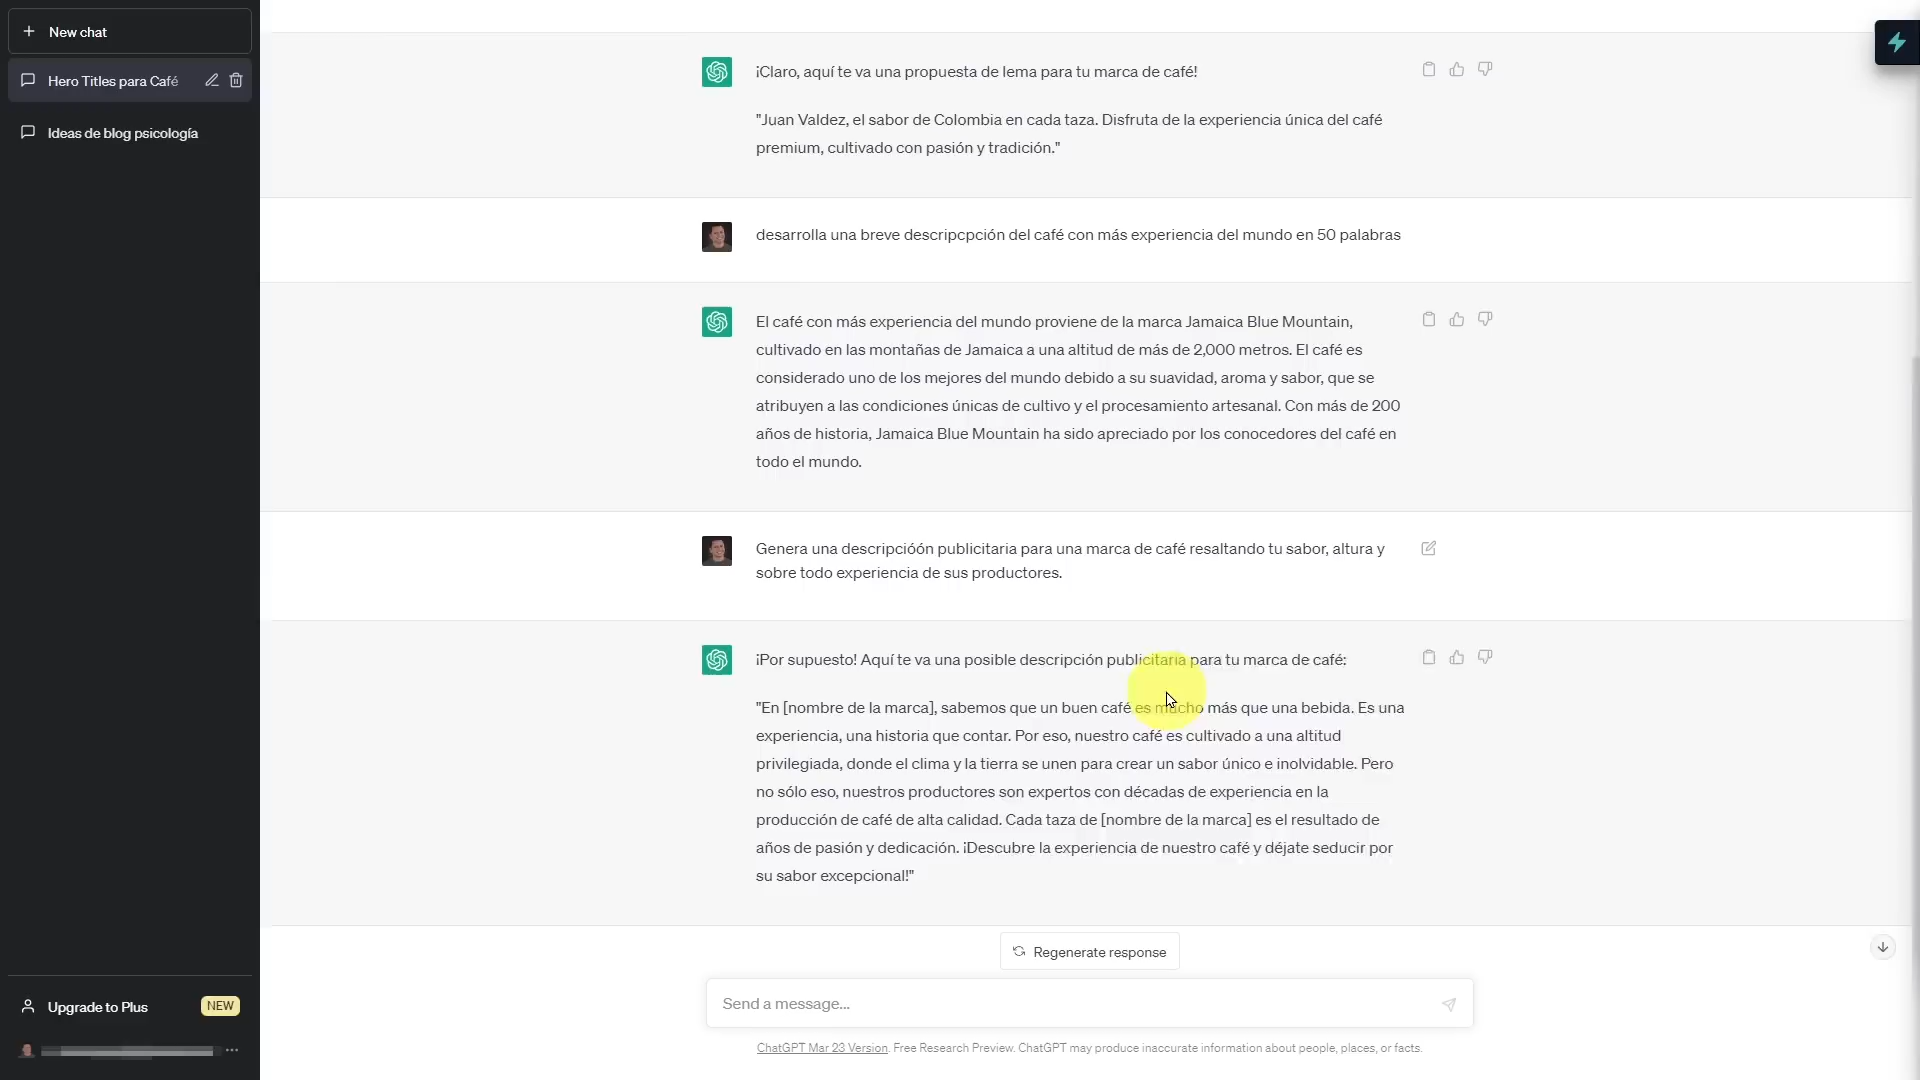 New chat
Hero Titles para Café
Ideas de blog psicología
¡Claro, aquí te va una propuesta de lema para tu marca de café!
"Juan Valdez, el sabor de Colombia en cada taza. Disfruta de la experiencia única del café
premium, cultivado con pasión y tradición."
desarrolla una breve descripcpción del café con más experiencia del mundo en 50 palabras
El café con más experiencia del mundo proviene de la marca Jamaica Blue Mountain,
cultivado en las montañas de Jamaica a una altitud de más de 2,000 metros. El café es
considerado uno de los mejores del mundo debido a su suavidad, aroma y sabor, que se
atribuyen a las condiciones únicas de cultivo y el procesamiento artesanal. Con más de 200
años de historia, Jamaica Blue Mountain ha sido apreciado por los conocedores del café en
todo el mundo.
Genera una descripcióón publicitaria para una marca de café resaltando tu sabor, altura y
sobre todo experiencia de sus productores.
¡Por supuesto! Aquí te va una posible descripción publicitaria para tu marca de café:
"En [nombre de la marca], sabemos que un buen café es mucho más que una bebida. Es una
experiencia, una historia que contar. Por eso, nuestro café es cultivado a una altitud
privilegiada, donde el clima y la tierra se unen para crear un sabor único e inolvidable. Pero
no sólo eso, nuestros productores son expertos con décadas de experiencia en la
producción de café de alta calidad. Cada taza de [nombre de la marca] es el resultado de
años de pasión y dedicación. ¡Descubre la experiencia de nuestro café y déjate seducir por
su sabor excepcional!"
Regenerate response
Upgrade to Plus NEW
Send a message...
ChatGPT Mar 23 Version. Free Research Preview. ChatGPT may produce inaccurate information about people, places, or facts.